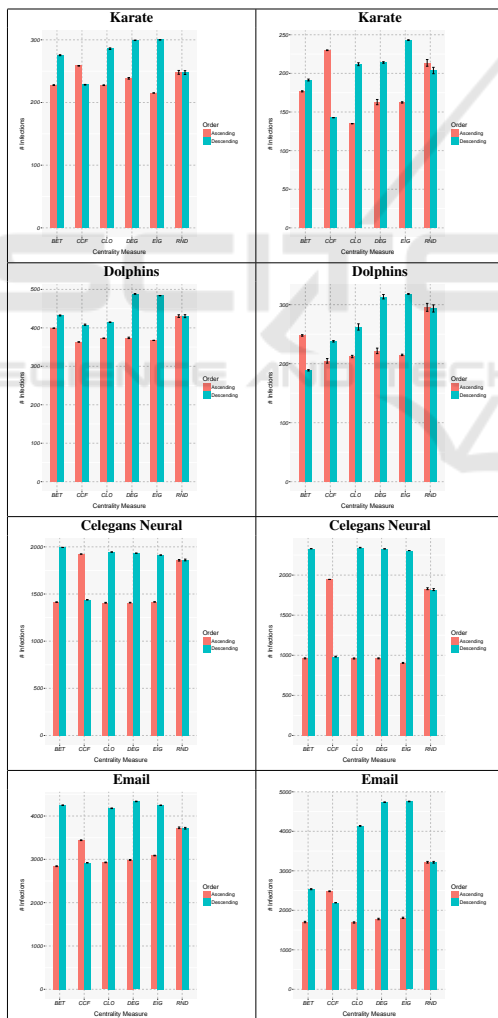 Karate
# Infections
300
200
100
0
BET CCF CLO DEG EIG RND
Centrality Measure
Order
Ascending
Descending
Karate
# Infections
250
200
150
100
50
0
BET CCF CLO DEG EIG RND
Centrality Measure
Order
Ascending
Descending
Dolphins
# Infections
500
400
300
200
100
0
BET CCF CLO DEG EIG RND
Centrality Measure
Order
Ascending
Descending
Dolphins
# Infections
300
200
100
0
BET CCF CLO DEG EIG RND
Centrality Measure
Order
Ascending
Descending
Celegans Neural
# Infections
2000
1500
1000
500
0
BET CCF CLO DEG EIG RND
Centrality Measure
Order
Ascending
Descending
Celegans Neural
# Infections
2000
1500
1000
500
0
BET CCF CLO DEG EIG RND
Centrality Measure
Order
Ascending
Descending
Email
# Infections
4000
3000
2000
1000
0
BET CCF CLO DEG EIG RND
Centrality Measure
Order
Ascending
Descending
Email
# Infections
5000
4000
3000
2000
1000
0
BET CCF CLO DEG EIG RND
Centrality Measure
Order
Ascending
Descending